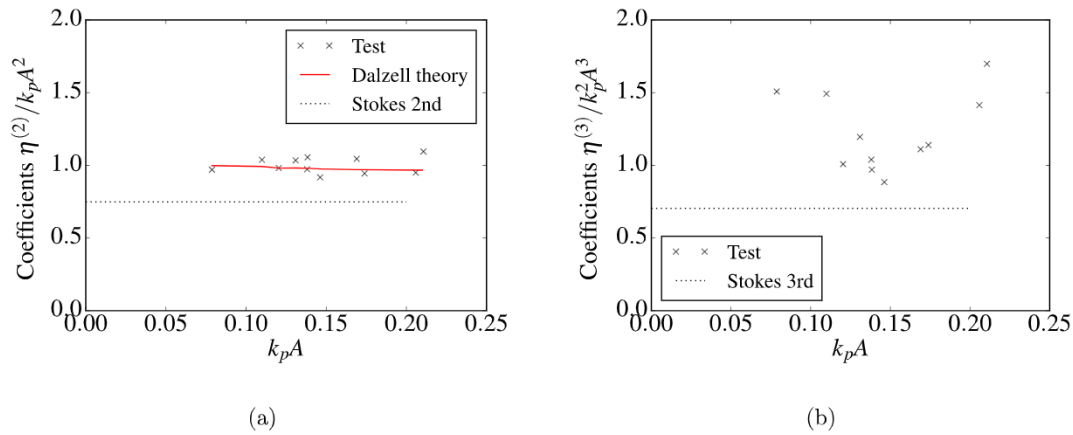 2.0
1.5
1.0
0.5
0.0
0.00 0.05 0.10 0.15 0.20 0.25
Coefficients η^(2)/k_pA^2
k_pA
× × Test
Dalzell theory
Stokes 2nd
(a)
2.0
1.5
1.0
0.5
0.0
0.00 0.05 0.10 0.15 0.20 0.25
Coefficients η^(3)/k_p^2A^3
k_pA
× × Test
Stokes 3rd
(b)